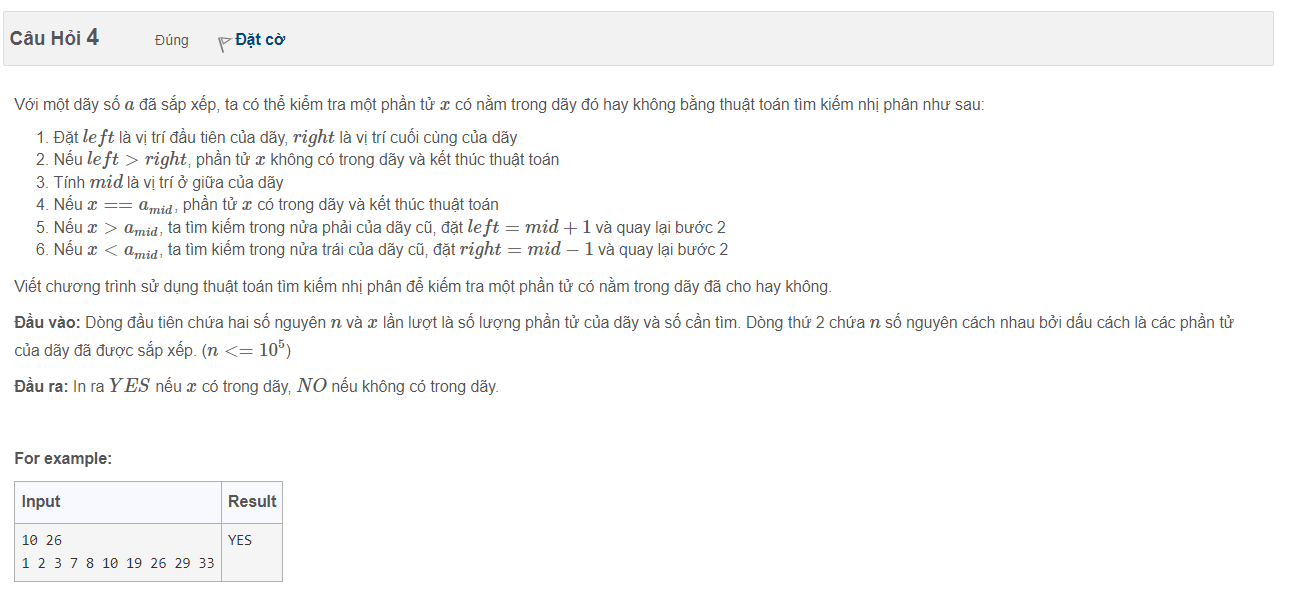 Câu Hỏi 4 Đúng Đặt cờ
Với một dãy số a đã sắp xếp, ta có thể kiểm tra một phần tử x có nằm trong dãy đó hay không bằng thuật toán tìm kiếm nhị phân như sau:
1. Đặt left là vị trí đầu tiên của dãy, right là vị trí cuối cùng của dãy
2. Nếu left > right, phần tử x không có trong dãy và kết thúc thuật toán
3. Tính mid là vị trí ở giữa của dãy
4. Nếu x == a_mid, phần tử x có trong dãy và kết thúc thuật toán
5. Nếu x > a_mid, ta tìm kiếm trong nửa phải của dãy cũ, đặt left = mid + 1 và quay lại bước 2
6. Nếu x < a_mid, ta tìm kiếm trong nửa trái của dãy cũ, đặt right = mid − 1 và quay lại bước 2
Viết chương trình sử dụng thuật toán tìm kiếm nhị phân để kiểm tra một phần tử có nằm trong dãy đã cho hay không.
Đầu vào: Dòng đầu tiên chứa hai số nguyên n và x lần lượt là số lượng phần tử của dãy và số cần tìm. Dòng thứ 2 chứa n số nguyên cách nhau bởi dấu cách là các phần tử
của dãy đã được sắp xếp. (n <= 10^5)
Đầu ra: In ra YES nếu x có trong dãy, NO nếu không có trong dãy.
For example:
Input Result
10 26 YES
1 2 3 7 8 10 19 26 29 33